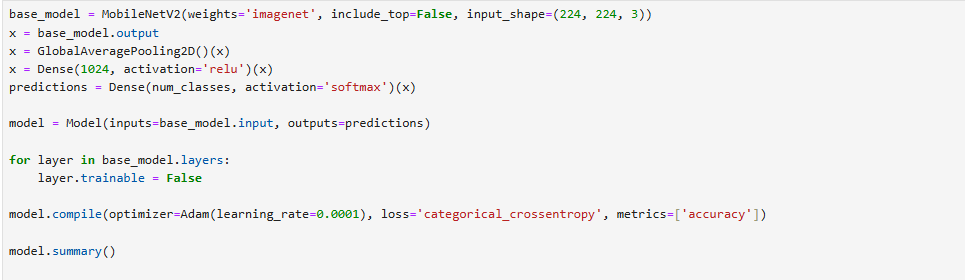 base_model = MobileNetV2(weights='imagenet', include_top=False, input_shape=(224, 224, 3))
x = base_model.output
x = GlobalAveragePooling2D()(x)
x = Dense(1024, activation='relu')(x)
predictions = Dense(num_classes, activation='softmax')(x)

model = Model(inputs=base_model.input, outputs=predictions)

for layer in base_model.layers:
    layer.trainable = False

model.compile(optimizer=Adam(learning_rate=0.0001), loss='categorical_crossentropy', metrics=['accuracy'])

model.summary()